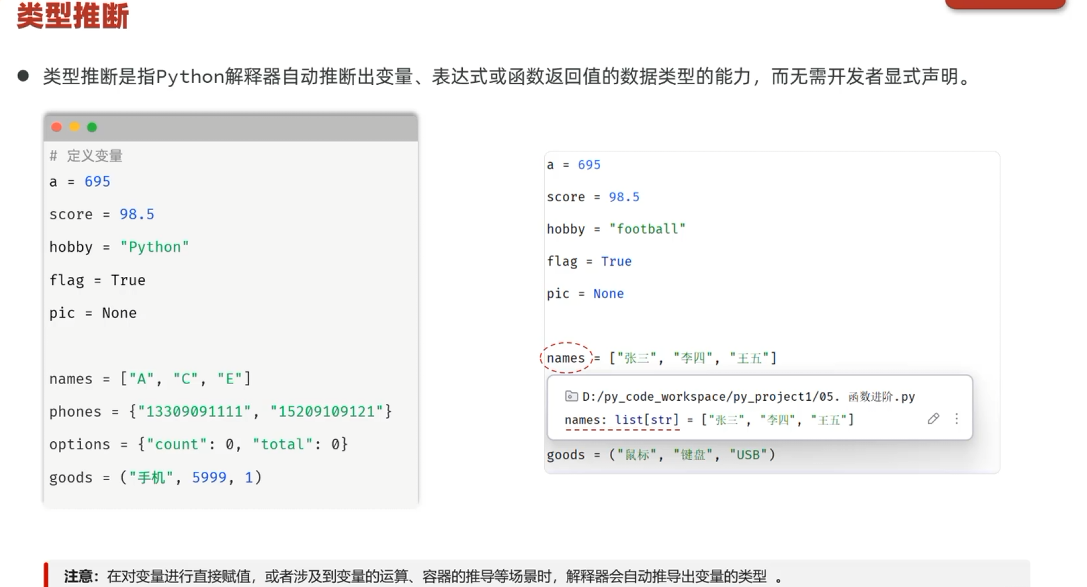 类型推断
● 类型推断是指Python解释器自动推断出变量、表达式或函数返回值的数据类型的能力，而无需开发者显式声明。
# 定义变量
a = 695
score = 98.5
hobby = "Python"
flag = True
pic = None
names = ["A", "C", "E"]
phones = {"13309091111", "15209109121"}
options = {"count": 0, "total": 0}
goods = ("手机", 5999, 1)
a = 695
score = 98.5
hobby = "football"
flag = True
pic = None
names = ["张三", "李四", "王五"]
D:/py_code_workspace/py_project1/05. 函数进阶.py
names: list[str] = ["张三", "李四", "王五"]
goods = ("鼠标", "键盘", "USB")
注意：在对变量进行直接赋值，或者涉及到变量的运算、容器的推导等场景时，解释器会自动推导出变量的类型 。